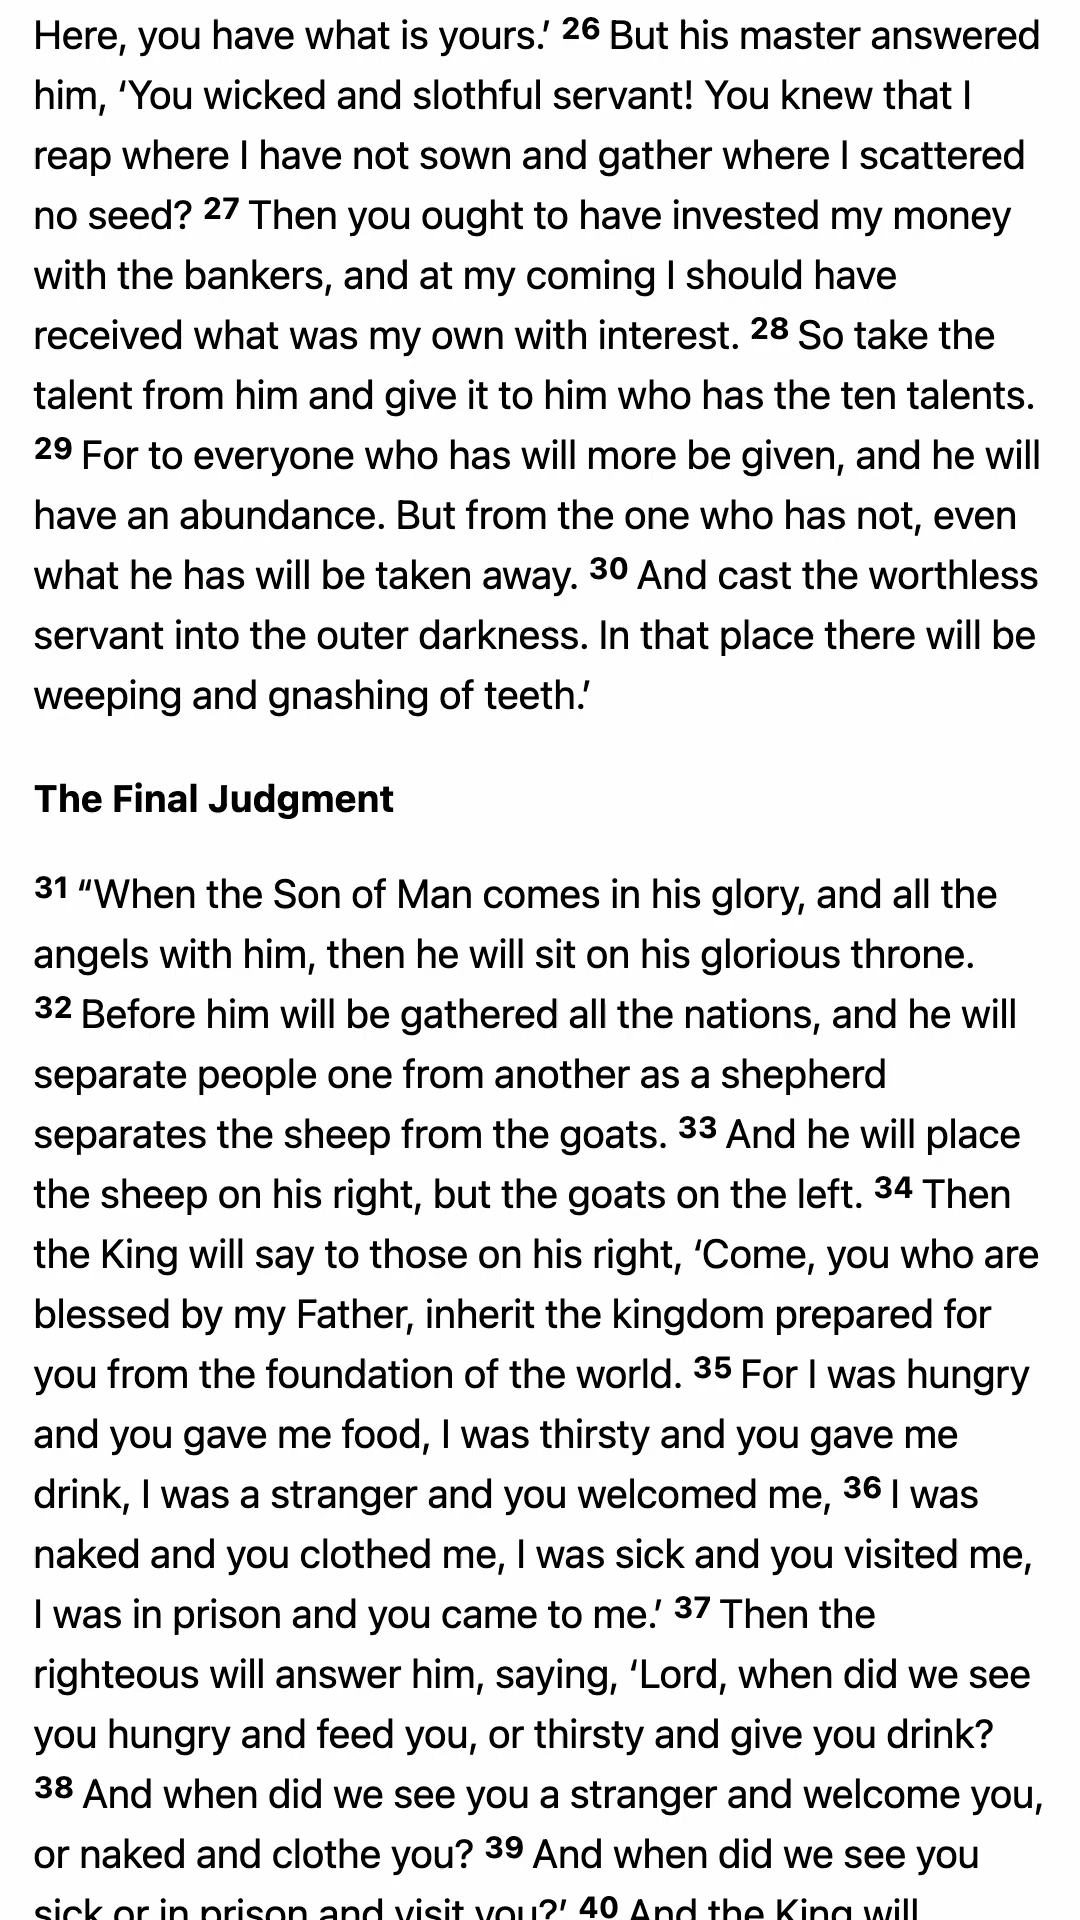 Here, you have what is yours.’ 26 But his master answered
him, ‘You wicked and slothful servant! You knew that I
reap where I have not sown and gather where I scattered
no seed? 27 Then you ought to have invested my money
with the bankers, and at my coming I should have
received what was my own with interest. 28 So take the
talent from him and give it to him who has the ten talents.
29 For to everyone who has will more be given, and he will
have an abundance. But from the one who has not, even
what he has will be taken away. 30 And cast the worthless
servant into the outer darkness. In that place there will be
weeping and gnashing of teeth.’
The Final Judgment
31 “When the Son of Man comes in his glory, and all the
angels with him, then he will sit on his glorious throne.
32 Before him will be gathered all the nations, and he will
separate people one from another as a shepherd
separates the sheep from the goats. 33 And he will place
the sheep on his right, but the goats on the left. 34 Then
the King will say to those on his right, ‘Come, you who are
blessed by my Father, inherit the kingdom prepared for
you from the foundation of the world. 35 For I was hungry
and you gave me food, I was thirsty and you gave me
drink, I was a stranger and you welcomed me, 36 I was
naked and you clothed me, I was sick and you visited me,
I was in prison and you came to me.’ 37 Then the
righteous will answer him, saying, ‘Lord, when did we see
you hungry and feed you, or thirsty and give you drink?
38 And when did we see you a stranger and welcome you,
or naked and clothe you? 39 And when did we see you
sick or in prison and visit you?’ 40 And the King will